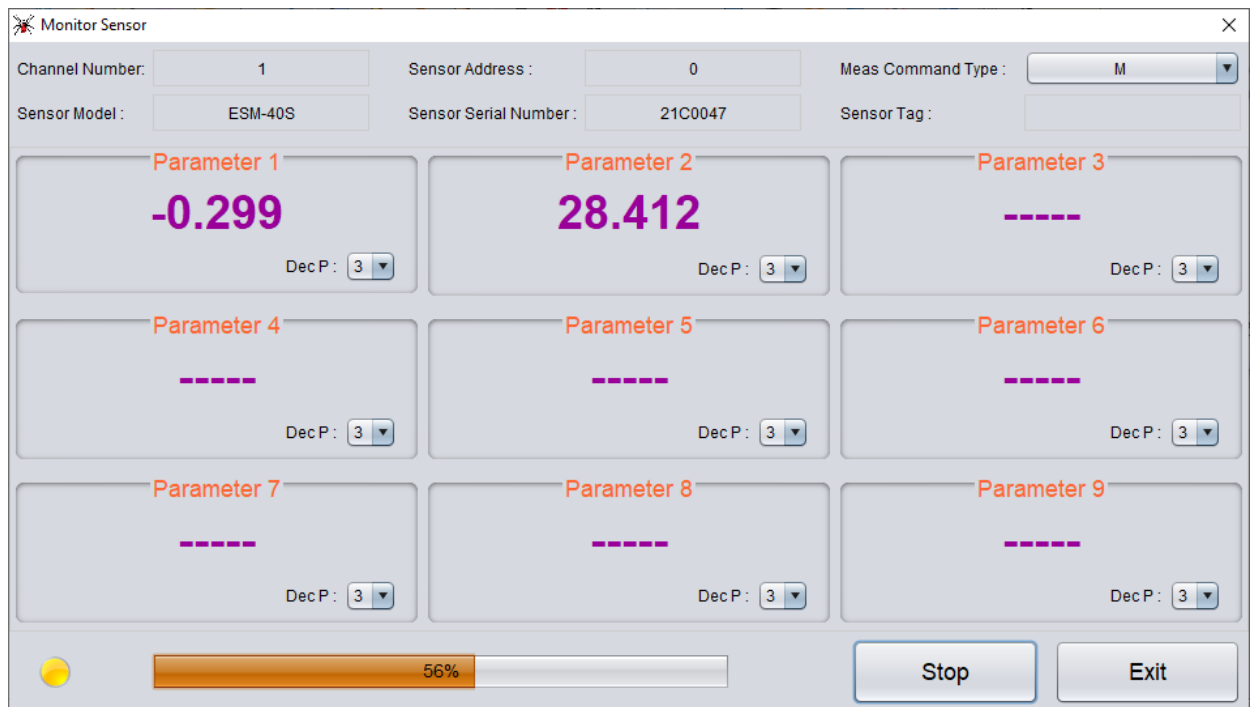 Monitor Sensor
Channel Number: 1 Sensor Address : 0 Meas Command Type : M
Sensor Model : ESM-40S Sensor Serial Number : 21C0047 Sensor Tag :
Parameter 1 Parameter 2 Parameter 3
-0.299 28.412 -----
Dec P : 3 Dec P : 3 Dec P : 3
Parameter 4 Parameter 5 Parameter 6
----- ----- -----
Dec P : 3 Dec P : 3 Dec P : 3
Parameter 7 Parameter 8 Parameter 9
----- ----- -----
Dec P : 3 Dec P : 3 Dec P : 3
56% Stop Exit